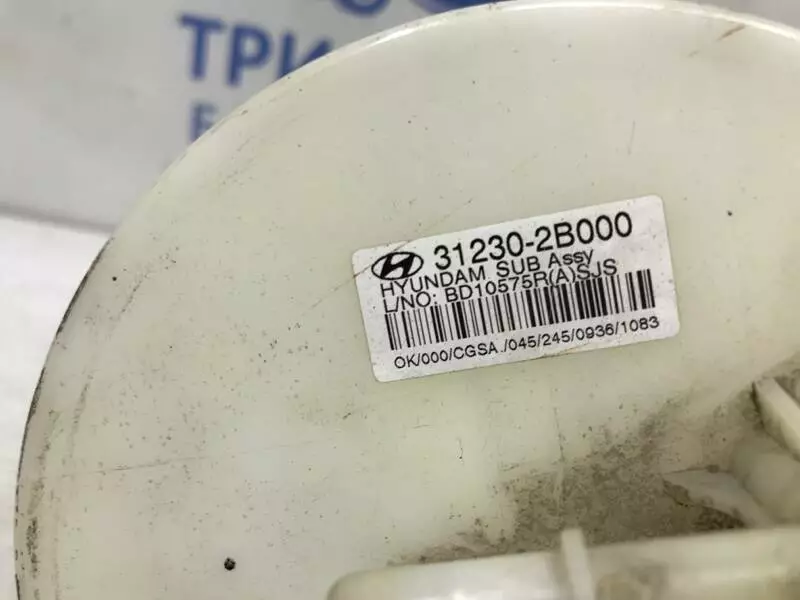 ТРИ
31230-2B000
HYUNDAM SUB Assy
L/NO: BD10575R(A)SJS
OK/000/CGSA./045/245/0936/1083